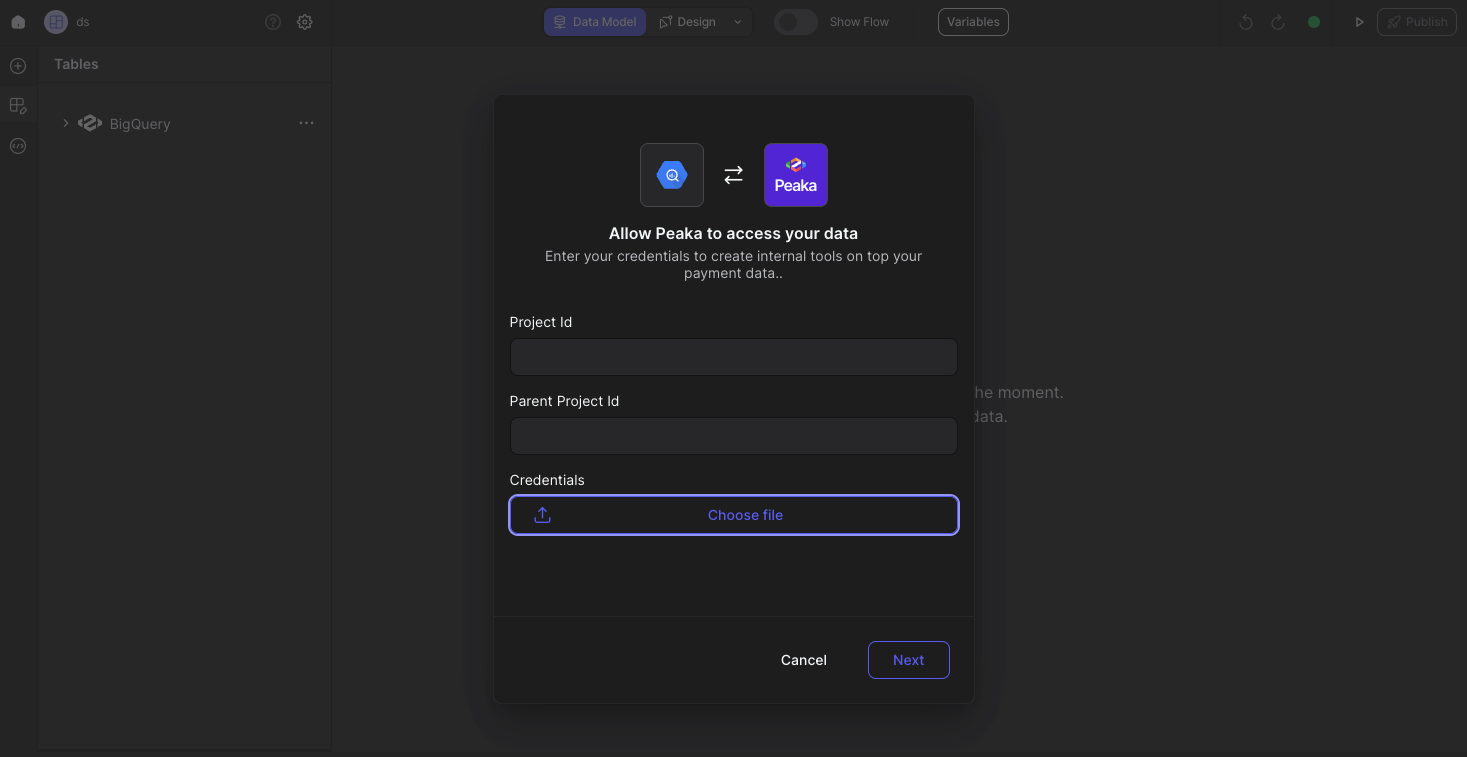 ds
Data Model
Design
Show Flow
Variables
Publish
Tables
BigQuery
Peaka
Allow Peaka to access your data
Enter your credentials to create internal tools on top your
payment data..
Project Id
he moment.
Parent Project Id
data.
Credentials
Choose file
Cancel
Next